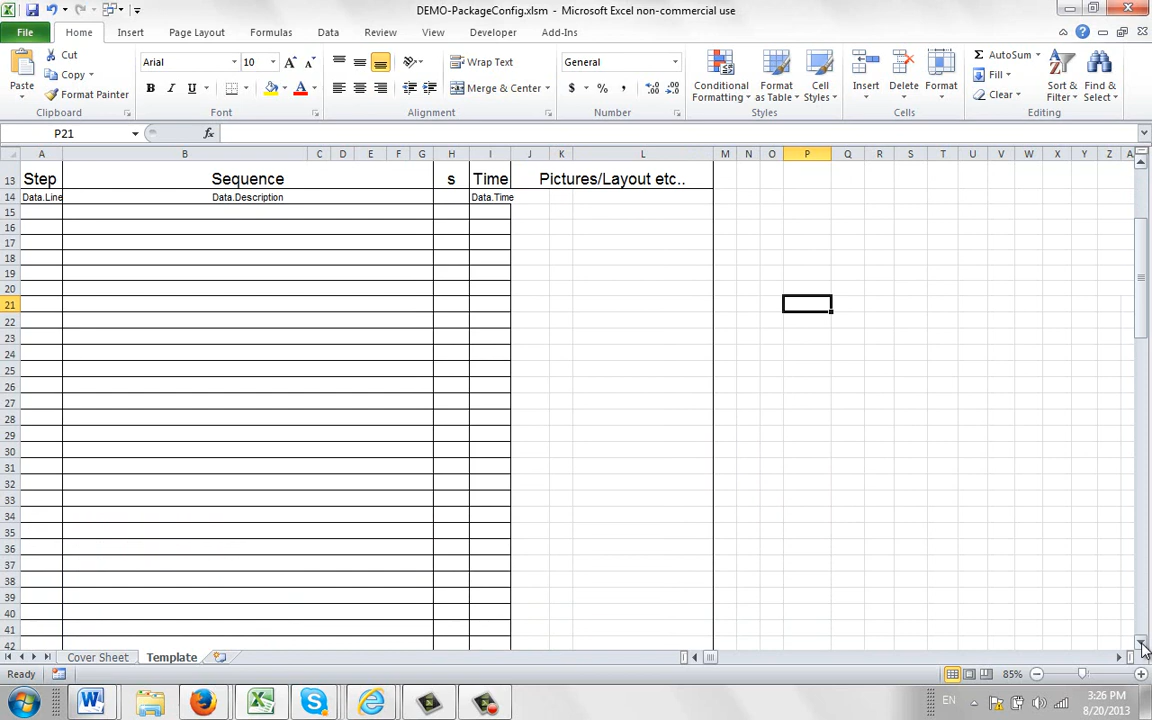 DEMO-PackageConfig.xlsm - Microsoft Excel non-commercial use
File Home Insert Page Layout Formulas Data Review View Developer Add-Ins
Paste
Cut
Copy
Format Painter
Clipboard
Arial 10
B I U
Font
Wrap Text
Merge & Center
Alignment
General
$ % ,
Number
Conditional Formatting
Format as Table
Cell Styles
Styles
Insert Delete Format
Cells
Σ AutoSum
Fill
Clear
Sort & Filter
Find & Select
Editing
P21 fx
A B C D E F G H I J K L M N O P Q R S T U V W X Y Z A
13 Step Sequence s Time Pictures/Layout etc..
14 Data.Line Data.Description Data.Time
15
16
17
18
19
20
21
22
23
24
25
26
27
28
29
30
31
32
33
34
35
36
37
38
39
40
41
42
Cover Sheet Template
Ready 85%
EN 3:26 PM
8/20/2013